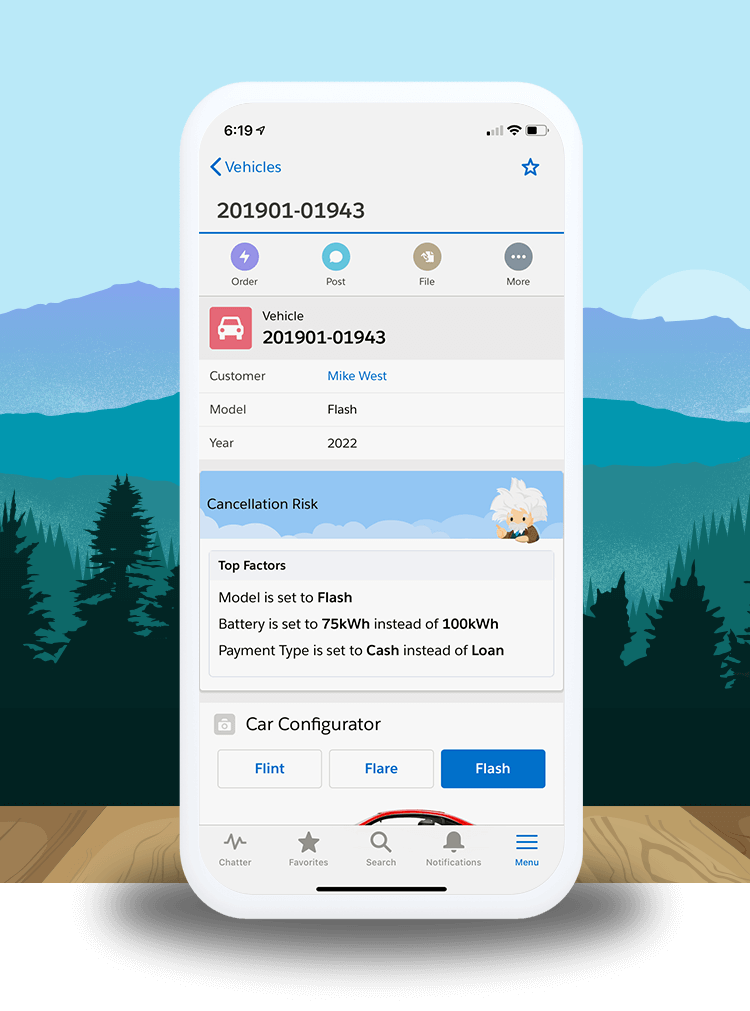 6:19
Vehicles
201901-01943
Order Post File More
Vehicle
201901-01943
Customer Mike West
Model Flash
Year 2022
Cancellation Risk
Top Factors
Model is set to Flash
Battery is set to 75kWh instead of 100kWh
Payment Type is set to Cash instead of Loan
Car Configurator
Flint Flare Flash
Chatter Favorites Search Notifications Menu